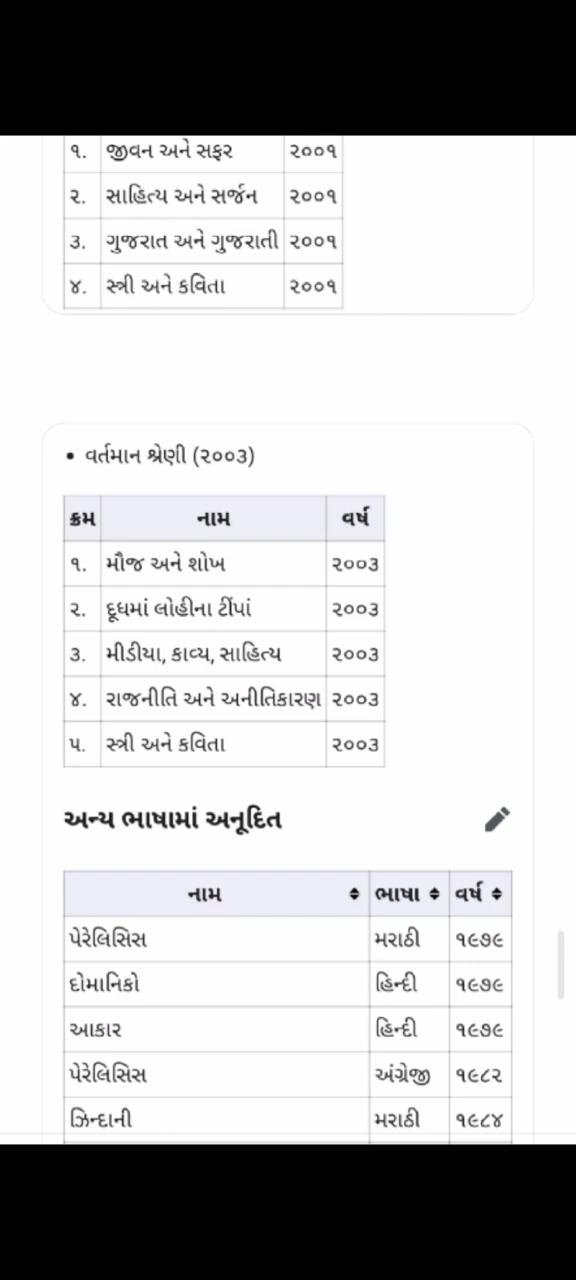 ૧. જીવન અને સફર ૨૦૦૧
૨. સાહિત્ય અને સર્જન ૨૦૦૧
૩. ગુજરાત અને ગુજરાતી ૨૦૦૧
૪. સ્ત્રી અને કવિતા ૨૦૦૧
• વર્તમાન શ્રેણી (૨૦૦૩)
ક્રમ નામ વર્ષ
૧. મૌજ અને શોખ ૨૦૦૩
૨. દૂધમાં લોહીના ટીંપાં ૨૦૦૩
૩. મીડીયા, કાવ્ય, સાહિત્ય ૨૦૦૩
૪. રાજનીતિ અને અનીતિકારણ ૨૦૦૩
૫. સ્ત્રી અને કવિતા ૨૦૦૩
અન્ય ભાષામાં અનૂદિત
નામ ભાષા વર્ષ
પેરેલિસિસ મરાઠી ૧૯૭૯
દોમાનિકો હિન્દી ૧૯૭૯
આકાર હિન્દી ૧૯૭૯
પેરેલિસિસ અંગ્રેજી ૧૯૮૨
ઝિન્દાની મરાઠી ૧૯૮૪